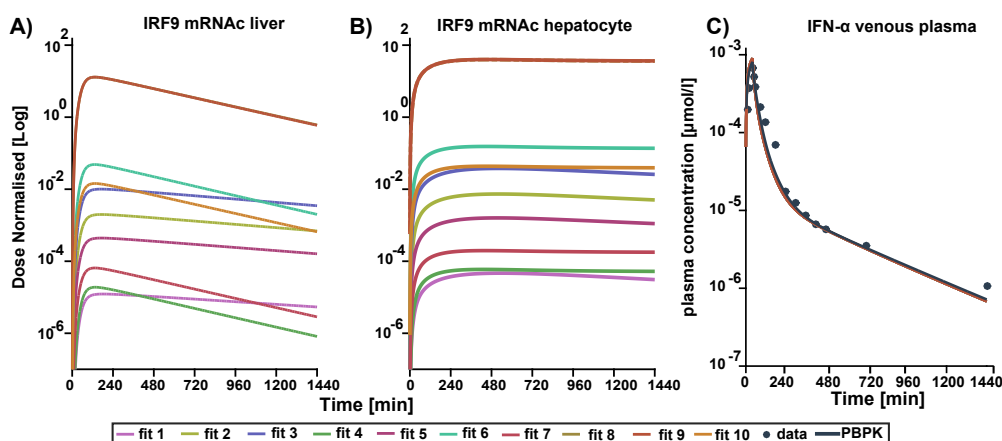 A) IRF9 mRNAc liver
Dose Normalised [Log]
10^2
10^0
10^-2
10^-4
10^-6
0 240 480 720 960 1200 1440
B) IRF9 mRNAc hepatocyte
10^2
10^0
10^-2
10^-4
10^-6
0 240 480 720 960 1200 1440
C) IFN-α venous plasma
plasma concentration [µmol/l]
10^-3
10^-4
10^-5
10^-6
10^-7
0 240 480 720 960 1200 1440
Time [min] Time [min]
fit 1 fit 2 fit 3 fit 4 fit 5 fit 6 fit 7 fit 8 fit 9 fit 10 data PBPK